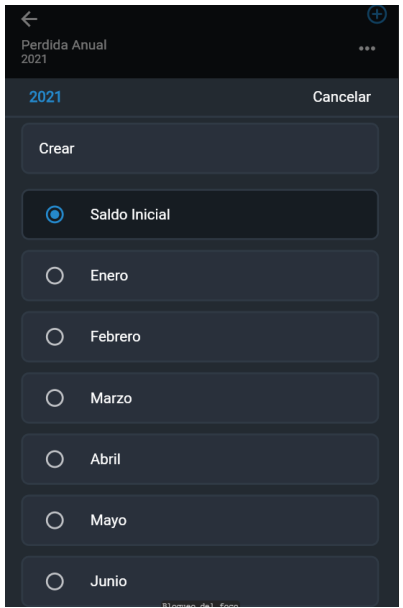 Perdida Anual
2021
2021 Cancelar
Crear
Saldo Inicial
Enero
Febrero
Marzo
Abril
Mayo
Junio
Bloqueo del foco